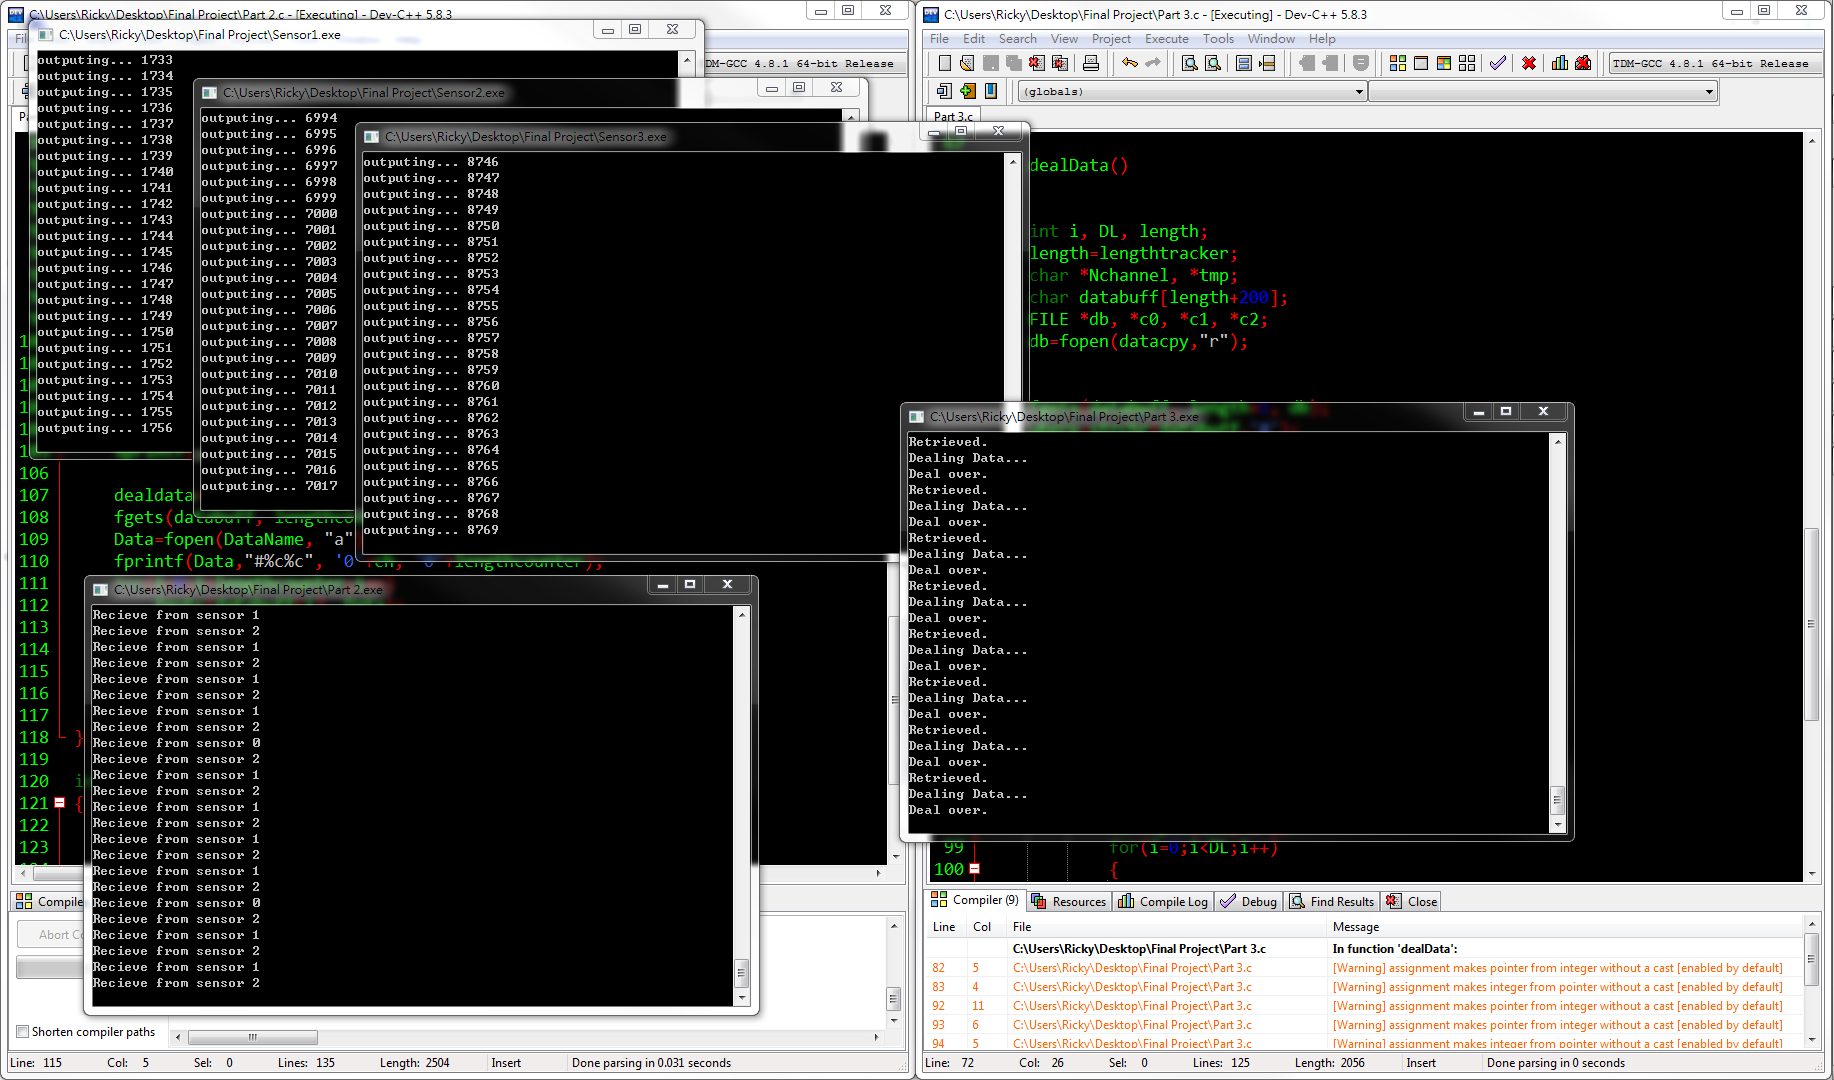 C:\Users\Ricky\Desktop\Final Project\Part 2.c - [Executing] - Dev-C++ 5.8.3
TDM-GCC 4.8.1 64-bit Release
C:\Users\Ricky\Desktop\Final Project\Sensor1.exe
outputing... 1733
outputing... 1734
outputing... 1735
outputing... 1736
outputing... 1737
outputing... 1738
outputing... 1739
outputing... 1740
outputing... 1741
outputing... 1742
outputing... 1743
outputing... 1744
outputing... 1745
outputing... 1746
outputing... 1747
outputing... 1748
outputing... 1749
outputing... 1750
outputing... 1751
outputing... 1752
outputing... 1753
outputing... 1754
outputing... 1755
outputing... 1756
C:\Users\Ricky\Desktop\Final Project\Sensor2.exe
outputing... 6994
outputing... 6995
outputing... 6996
outputing... 6997
outputing... 6998
outputing... 6999
outputing... 7000
outputing... 7001
outputing... 7002
outputing... 7003
outputing... 7004
outputing... 7005
outputing... 7006
outputing... 7007
outputing... 7008
outputing... 7009
outputing... 7010
outputing... 7011
outputing... 7012
outputing... 7013
outputing... 7014
outputing... 7015
outputing... 7016
outputing... 7017
C:\Users\Ricky\Desktop\Final Project\Sensor3.exe
outputing... 8746
outputing... 8747
outputing... 8748
outputing... 8749
outputing... 8750
outputing... 8751
outputing... 8752
outputing... 8753
outputing... 8754
outputing... 8755
outputing... 8756
outputing... 8757
outputing... 8758
outputing... 8759
outputing... 8760
outputing... 8761
outputing... 8762
outputing... 8763
outputing... 8764
outputing... 8765
outputing... 8766
outputing... 8767
outputing... 8768
outputing... 8769
106
107 dealdata
108 fgets(databuff,
109 Data=fopen(DataName, "a"
110 fprintf(Data,"#%c%c", '0'
111
112
113
114
115
116
117
118 }
119
120 i
121 {
122
123
C:\Users\Ricky\Desktop\Final Project\Part 2.exe
Recieve from sensor 1
Recieve from sensor 2
Recieve from sensor 1
Recieve from sensor 2
Recieve from sensor 1
Recieve from sensor 2
Recieve from sensor 1
Recieve from sensor 2
Recieve from sensor 0
Recieve from sensor 2
Recieve from sensor 1
Recieve from sensor 2
Recieve from sensor 1
Recieve from sensor 2
Recieve from sensor 1
Recieve from sensor 2
Recieve from sensor 1
Recieve from sensor 2
Recieve from sensor 0
Recieve from sensor 2
Recieve from sensor 1
Recieve from sensor 2
Recieve from sensor 1
Recieve from sensor 2
Compile
Abort Co
Shorten compiler paths
Line: 115 Col: 5 Sel: 0 Lines: 135 Length: 2504 Insert Done parsing in 0.031 seconds
C:\Users\Ricky\Desktop\Final Project\Part 3.c - [Executing] - Dev-C++ 5.8.3
File Edit Search View Project Execute Tools Window Help
TDM-GCC 4.8.1 64-bit Release
(globals)
Part 3.c
dealData()
int i, DL, length;
length=lengthtracker;
char *Nchannel, *tmp;
char databuff[length+200];
FILE *db, *c0, *c1, *c2;
db=fopen(datacpy,"r");
C:\Users\Ricky\Desktop\Final Project\Part 3.exe
Retrieved.
Dealing Data...
Deal over.
Retrieved.
Dealing Data...
Deal over.
Retrieved.
Dealing Data...
Deal over.
Retrieved.
Dealing Data...
Deal over.
Retrieved.
Dealing Data...
Deal over.
Retrieved.
Dealing Data...
Deal over.
Retrieved.
Dealing Data...
Deal over.
Retrieved.
Dealing Data...
Deal over.
99 for(i=0;i<DL;i++)
100 {
Compiler (9) Resources Compile Log Debug Find Results Close
Line Col File Message
C:\Users\Ricky\Desktop\Final Project\Part 3.c In function 'dealData':
82 5 C:\Users\Ricky\Desktop\Final Project\Part 3.c [Warning] assignment makes pointer from integer without a cast [enabled by default]
83 4 C:\Users\Ricky\Desktop\Final Project\Part 3.c [Warning] assignment makes integer from pointer without a cast [enabled by default]
92 11 C:\Users\Ricky\Desktop\Final Project\Part 3.c [Warning] assignment makes pointer from integer without a cast [enabled by default]
93 6 C:\Users\Ricky\Desktop\Final Project\Part 3.c [Warning] assignment makes pointer from integer without a cast [enabled by default]
94 5 C:\Users\Ricky\Desktop\Final Project\Part 3.c [Warning] assignment makes pointer from integer without a cast [enabled by default]
Line: 72 Col: 26 Sel: 0 Lines: 125 Length: 2056 Insert Done parsing in 0 seconds